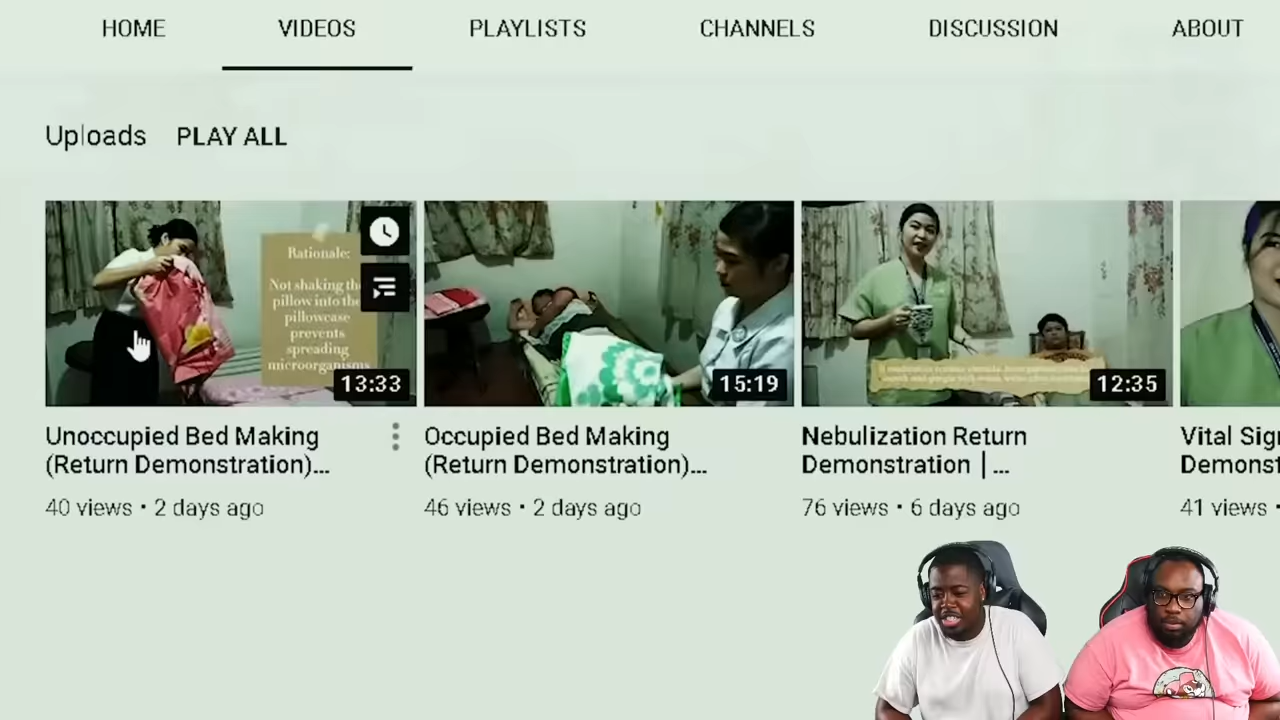 HOME VIDEOS PLAYLISTS CHANNELS DISCUSSION ABOUT
Uploads PLAY ALL
Rationale:
Not shaking the
pillow into the
pillowcase
prevents
spreading
microorganisms
13:33
15:19
12:35
Unoccupied Bed Making
(Return Demonstration)...
40 views • 2 days ago
Occupied Bed Making
(Return Demonstration)...
46 views • 2 days ago
Nebulization Return
Demonstration | ...
76 views • 6 days ago
Vital Sig
Demonst
41 views •